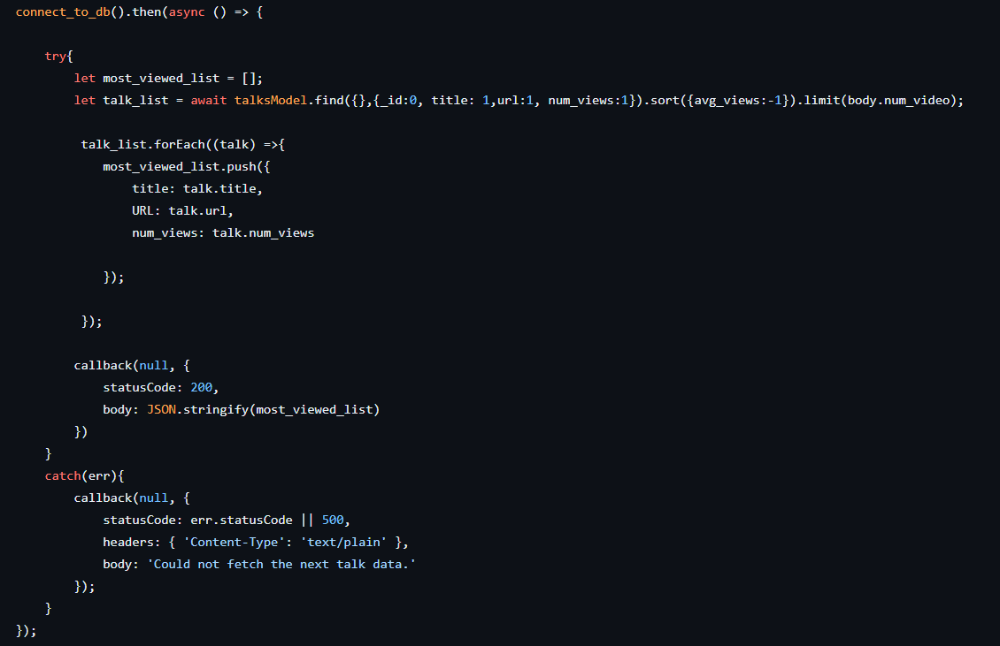 connect_to_db().then(async () => {
try{
let most_viewed_list = [];
let talk_list = await talksModel.find({},{_id:0, title: 1,url:1, num_views:1}).sort({avg_views:-1}).limit(body.num_video);
talk_list.forEach((talk) =>{
most_viewed_list.push({
title: talk.title,
URL: talk.url,
num_views: talk.num_views
});
});
callback(null, {
statusCode: 200,
body: JSON.stringify(most_viewed_list)
})
}
catch(err){
callback(null, {
statusCode: err.statusCode || 500,
headers: { 'Content-Type': 'text/plain' },
body: 'Could not fetch the next talk data.'
});
}
});